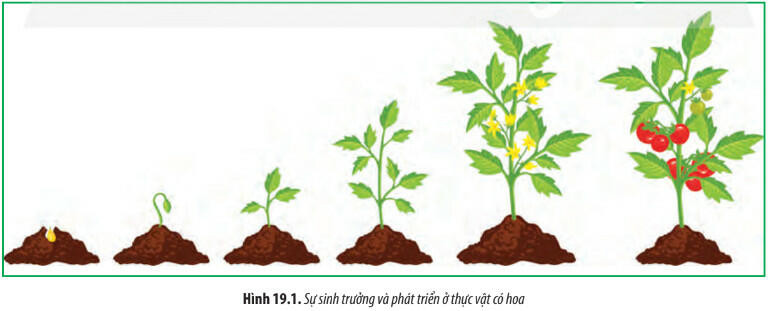 Hình 19.1. Sự sinh trưởng và phát triển ở thực vật có hoa